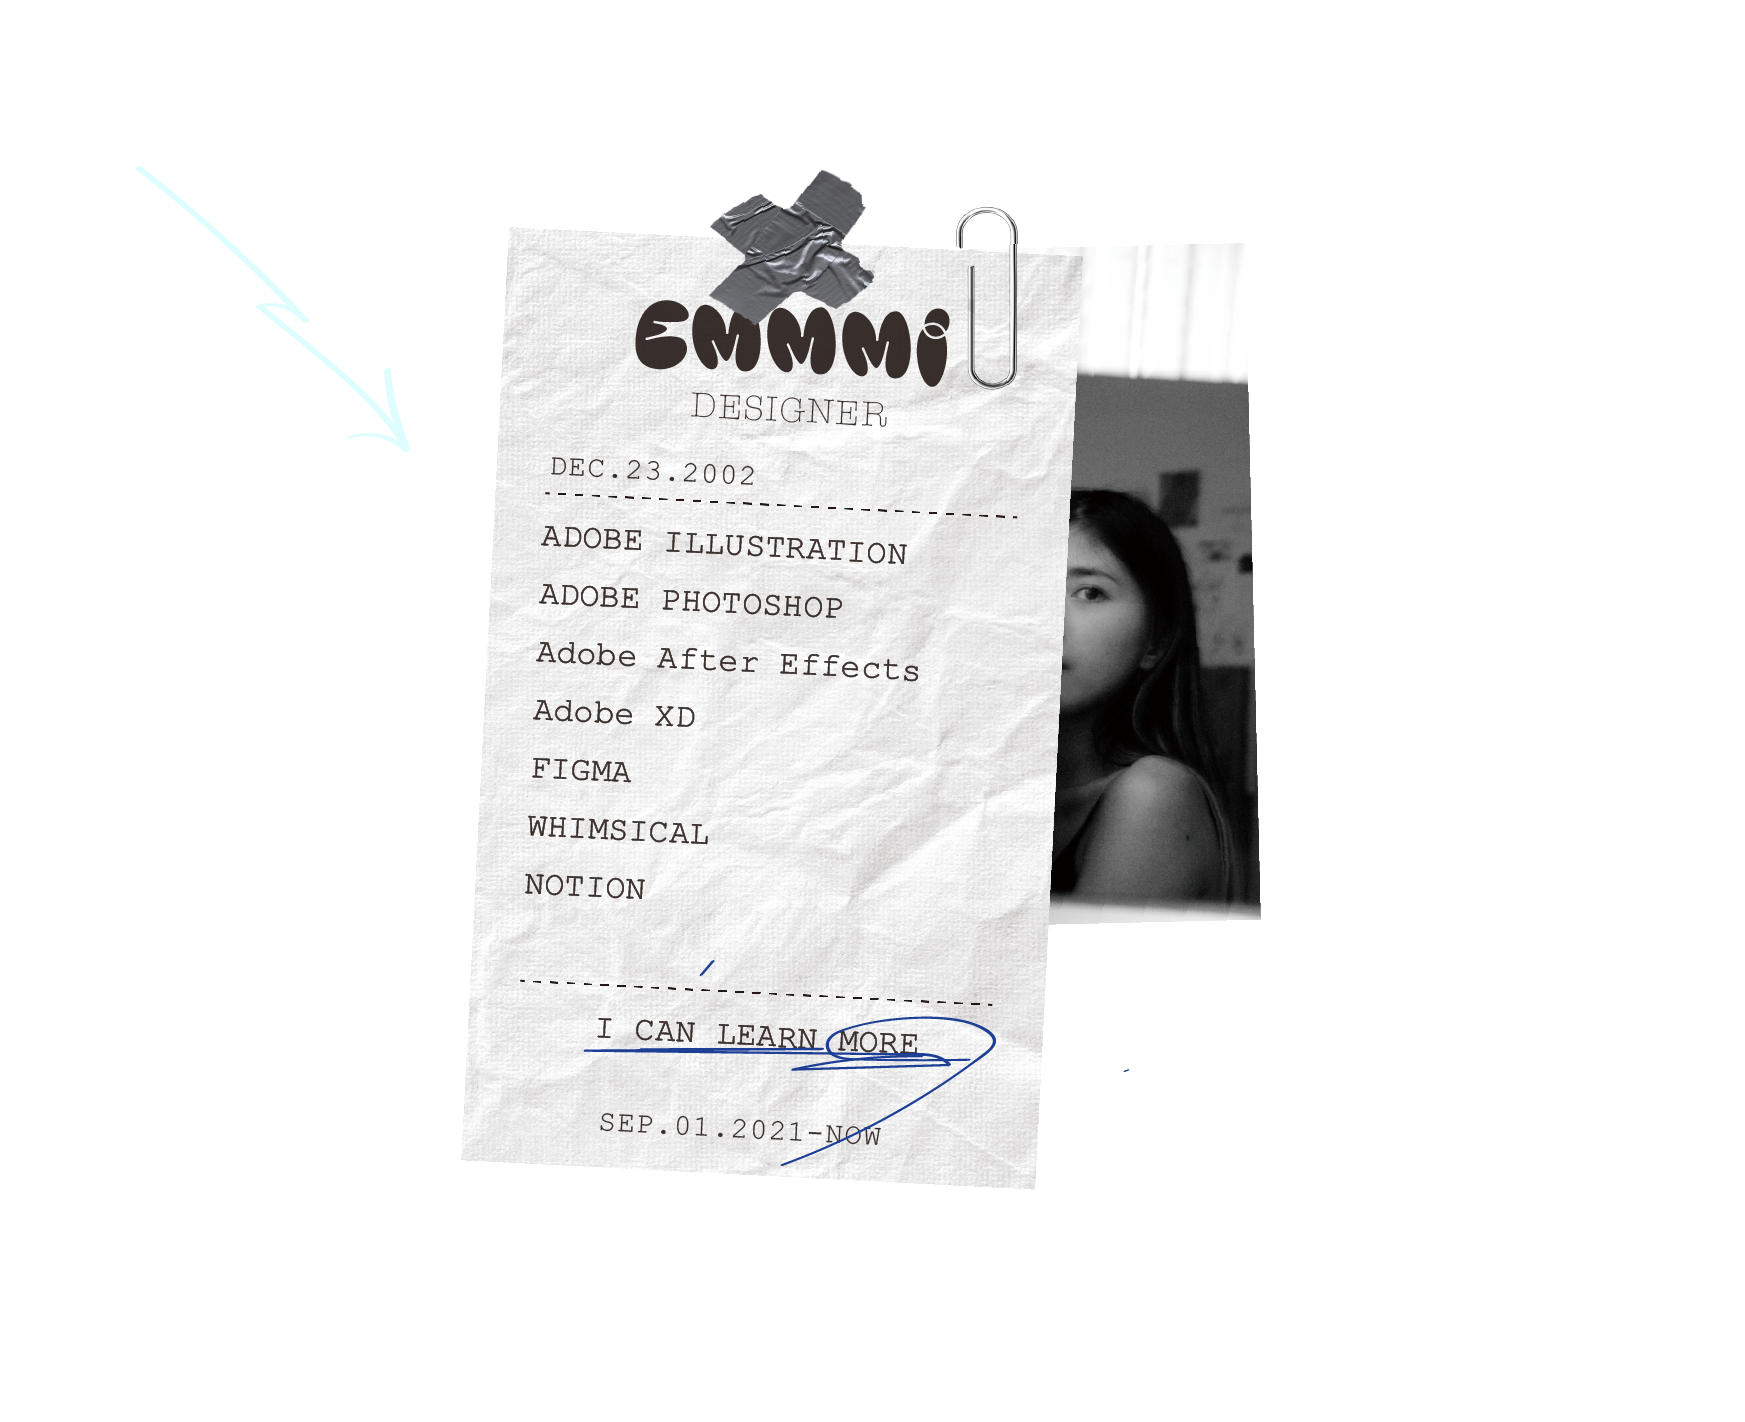 EMMMi
DESIGNER
DEC.23.2002
ADOBE ILLUSTRATION
ADOBE PHOTOSHOP
Adobe After Effects
Adobe XD
FIGMA
WHIMSICAL
NOTION
I CAN LEARN MORE
SEP.01.2021-NOW